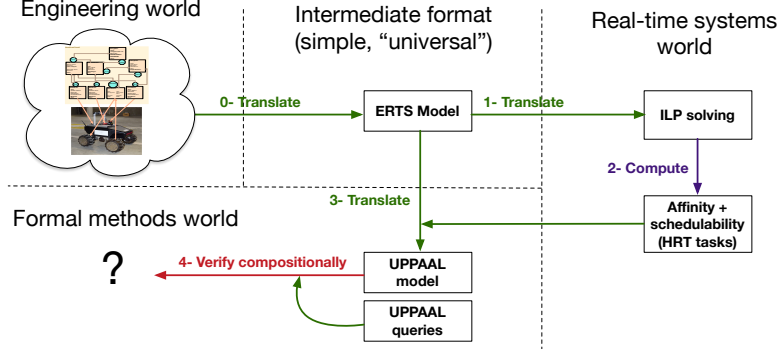 Engineering world
Intermediate format
(simple, “universal”)
Real-time systems
world
0- Translate
ERTS Model
1- Translate
ILP solving
2- Compute
3- Translate
Affinity +
schedulability
(HRT tasks)
Formal methods world
?
4- Verify compositionally
UPPAAL
model
UPPAAL
queries